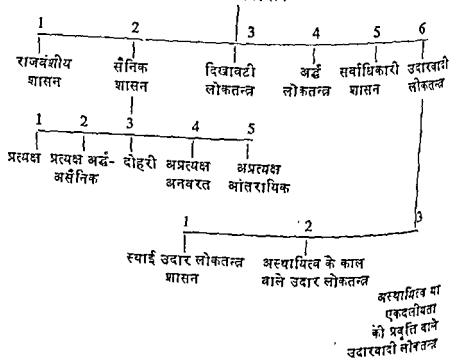 1 2 3 4 5 6
राजवंशीय शासन
सैनिक शासन
दिखावटी लोकतन्त्र
अर्द्ध लोकतन्त्र
सर्वाधिकारी शासन
उदारवादी लोकतन्त्र
1 2 3 4 5
प्रत्यक्ष
प्रत्यक्ष अर्द्ध-
असैनिक
दोहरी
अप्रत्यक्ष
अनवरत
अप्रत्यक्ष
आंतरायिक
1 2 3
स्थाई उदार लोकतन्त्र
शासन
अस्थायित्व के काल
वाले उदार लोकतन्त्र
अस्थायित्व या
एकदलीयता
की प्रवृति वाले
उदारवादी लोकतन्त्र